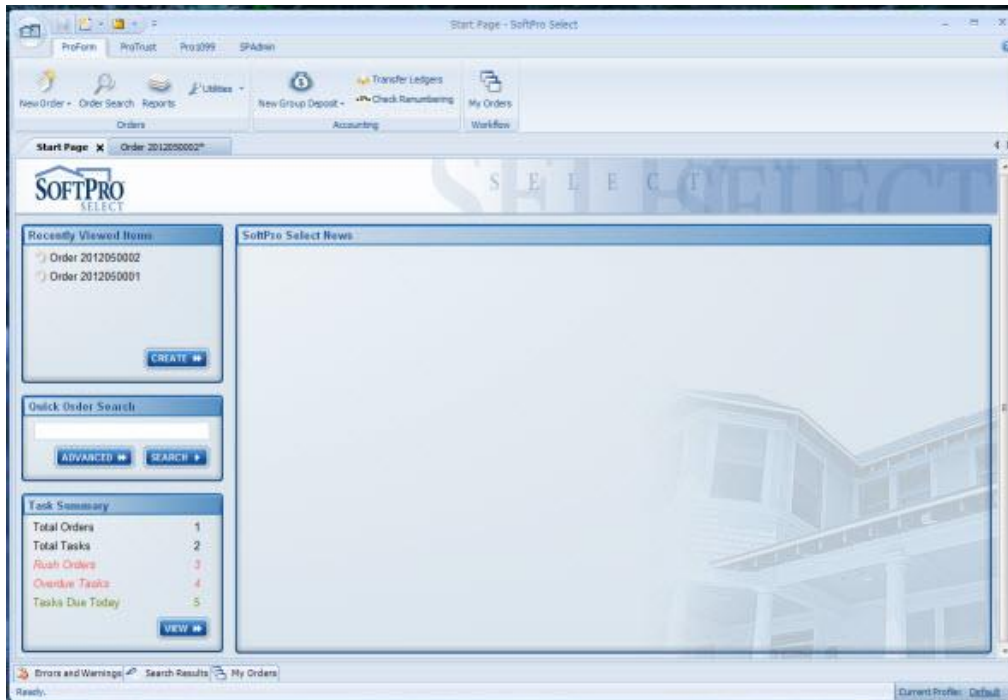 Start Page - SoftPro Select
ProForm ProTrust Pro1099 SPAdmin
New Order Order Search Reports Utilities
New Group Deposit Transfer Ledgers
Check Renumbering
My Orders
Orders Accounting Workflow
Start Page Order 2012050002*
SOFTPRO
SELECT
SELECT
Recently Viewed Items
Order 2012050002
Order 2012050001
CREATE
Quick Order Search
ADVANCED SEARCH
Task Summary
Total Orders 1
Total Tasks 2
Rush Orders 3
Overdue Tasks 4
Tasks Due Today 5
VIEW
SoftPro Select News
Errors and Warnings Search Results My Orders
Ready. Current Profile: Default